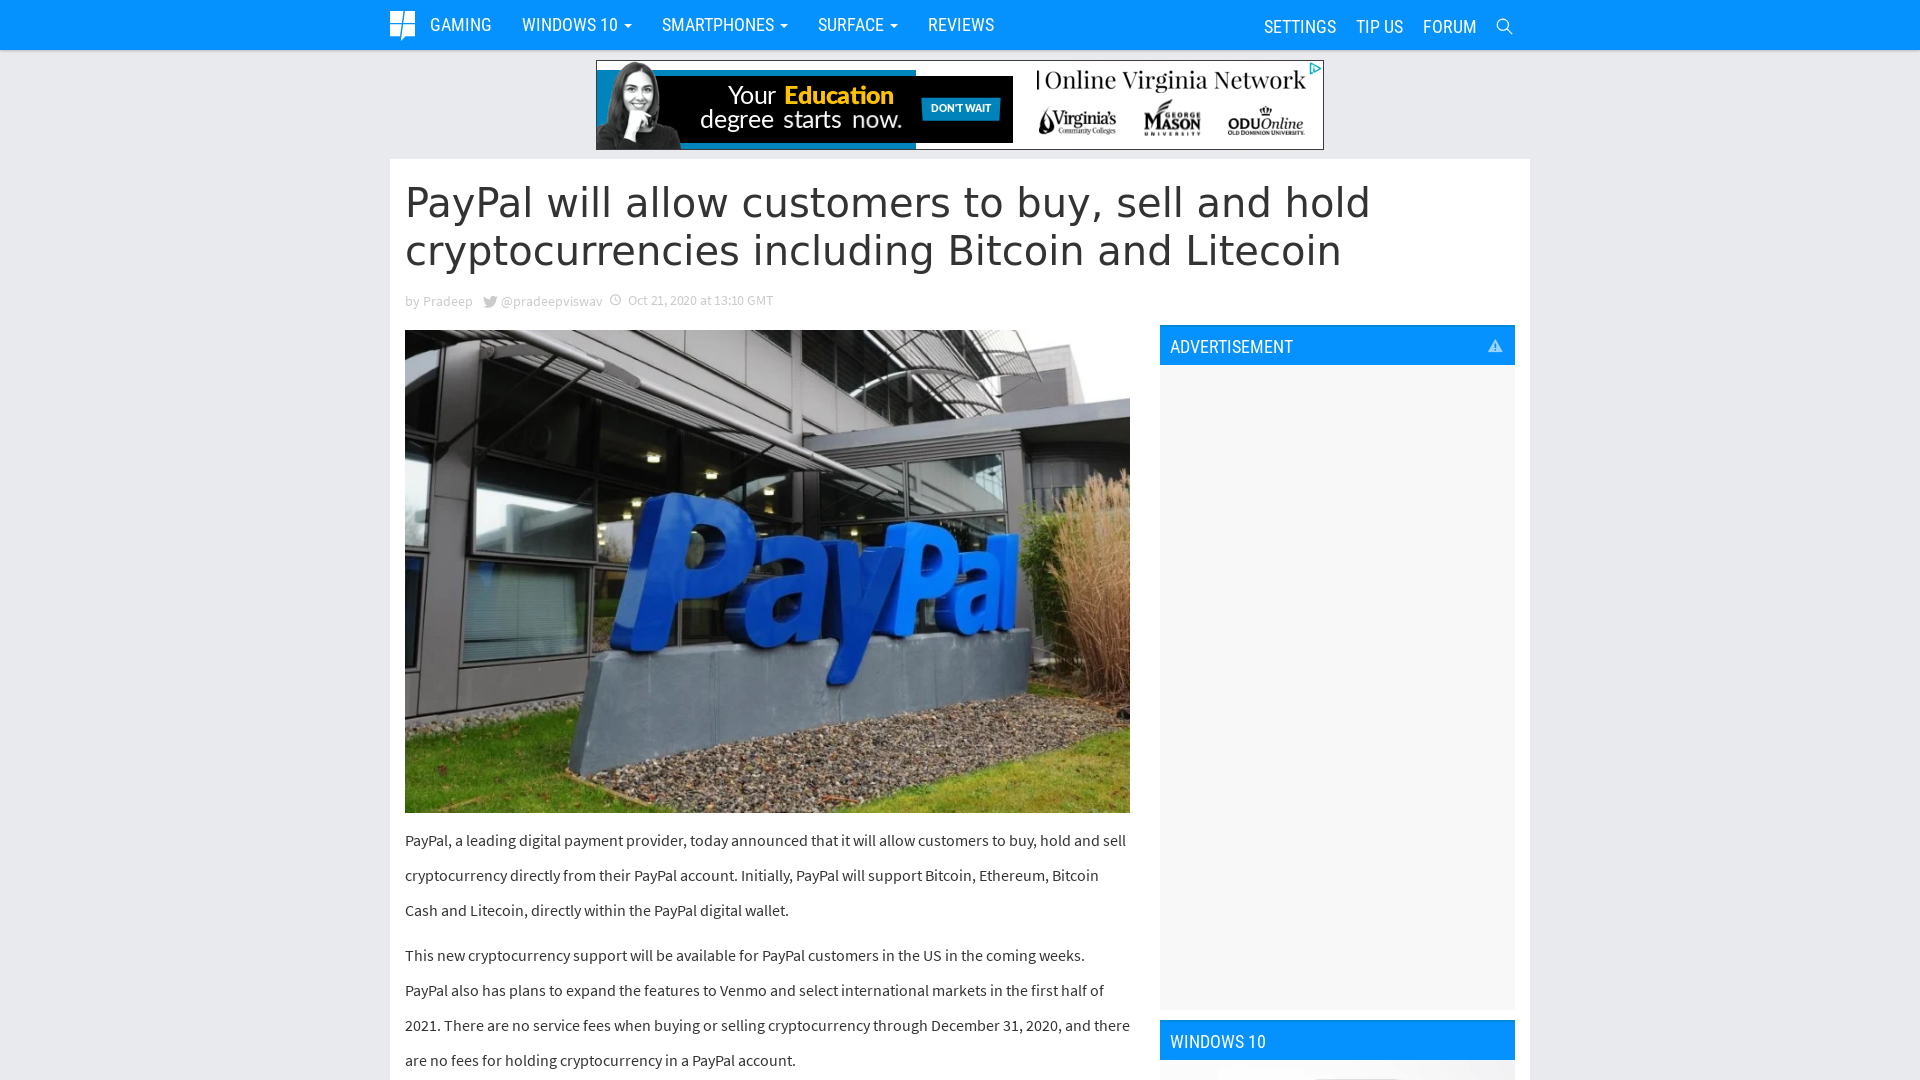 GAMING WINDOWS 10 SMARTPHONES SURFACE REVIEWS SETTINGS TIP US FORUM
Your Education
degree starts now.
DON'T WAIT
Online Virginia Network
Virginia's
Community Colleges
GEORGE
MASON
UNIVERSITY
ODUOnline
OLD DOMINION UNIVERSITY
PayPal will allow customers to buy, sell and hold
cryptocurrencies including Bitcoin and Litecoin
by Pradeep @pradeepviswav Oct 21, 2020 at 13:10 GMT
PayPal
PayPal, a leading digital payment provider, today announced that it will allow customers to buy, hold and sell
cryptocurrency directly from their PayPal account. Initially, PayPal will support Bitcoin, Ethereum, Bitcoin
Cash and Litecoin, directly within the PayPal digital wallet.
This new cryptocurrency support will be available for PayPal customers in the US in the coming weeks.
PayPal also has plans to expand the features to Venmo and select international markets in the first half of
2021. There are no service fees when buying or selling cryptocurrency through December 31, 2020, and there
are no fees for holding cryptocurrency in a PayPal account.
ADVERTISEMENT
WINDOWS 10